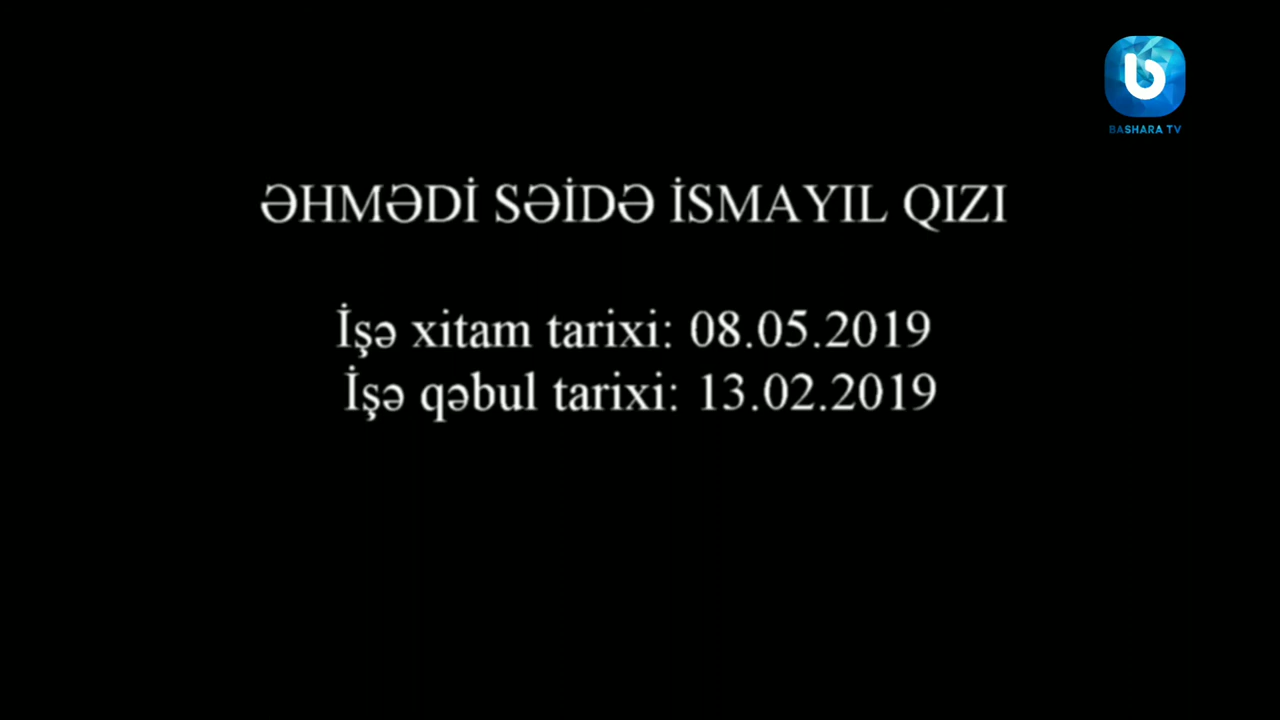 BASHARA TV
ƏHMƏDİ SƏİDƏ İSMAYIL QIZI
İşə xitam tarixi: 08.05.2019
İşə qəbul tarixi: 13.02.2019